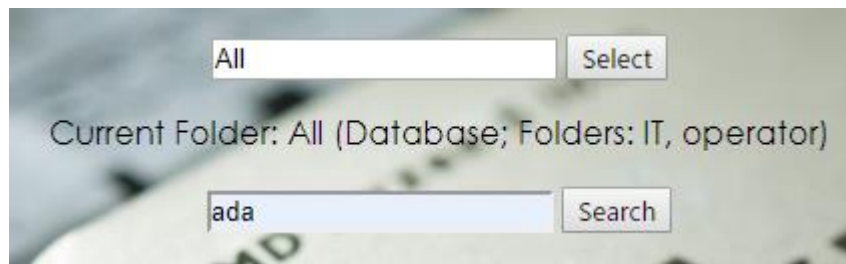 All Select
Current Folder: All (Database; Folders: IT, operator)
ada Search